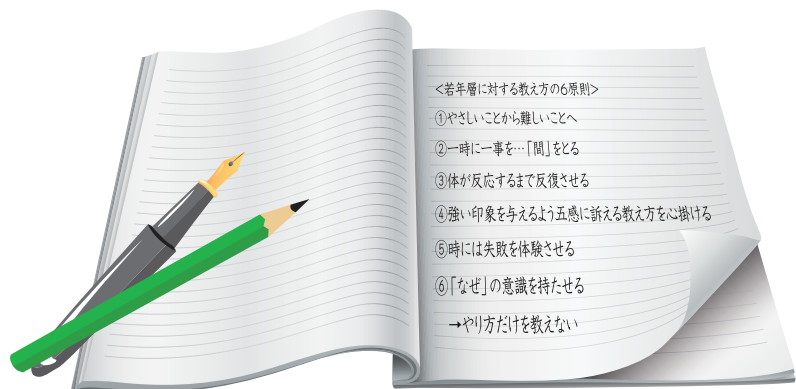 <若年層に対する教え方の6原則>
①やさしいことから難しいことへ
②一時に一事を…「間」をとる
③体が反応するまで反復させる
④強い印象を与えるよう五感に訴える教え方を心掛ける
⑤時には失敗を体験させる
⑥「なぜ」の意識を持たせる
→やり方だけを教えない